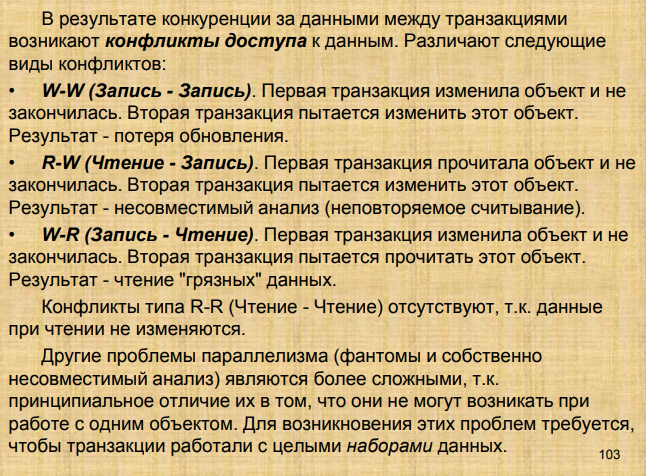 В результате конкуренции за данными между транзакциями
возникают конфликты доступа к данным. Различают следующие
виды конфликтов:
• W-W (Запись - Запись). Первая транзакция изменила объект и не
закончилась. Вторая транзакция пытается изменить этот объект.
Результат - потеря обновления.
• R-W (Чтение - Запись). Первая транзакция прочитала объект и не
закончилась. Вторая транзакция пытается изменить этот объект.
Результат - несовместимый анализ (неповторяемое считывание).
• W-R (Запись - Чтение). Первая транзакция изменила объект и не
закончилась. Вторая транзакция пытается прочитать этот объект.
Результат - чтение "грязных" данных.
Конфликты типа R-R (Чтение - Чтение) отсутствуют, т.к. данные
при чтении не изменяются.
Другие проблемы параллелизма (фантомы и собственно
несовместимый анализ) являются более сложными, т.к.
принципиальное отличие их в том, что они не могут возникать при
работе с одним объектом. Для возникновения этих проблем требуется,
чтобы транзакции работали с целыми наборами данных.
103